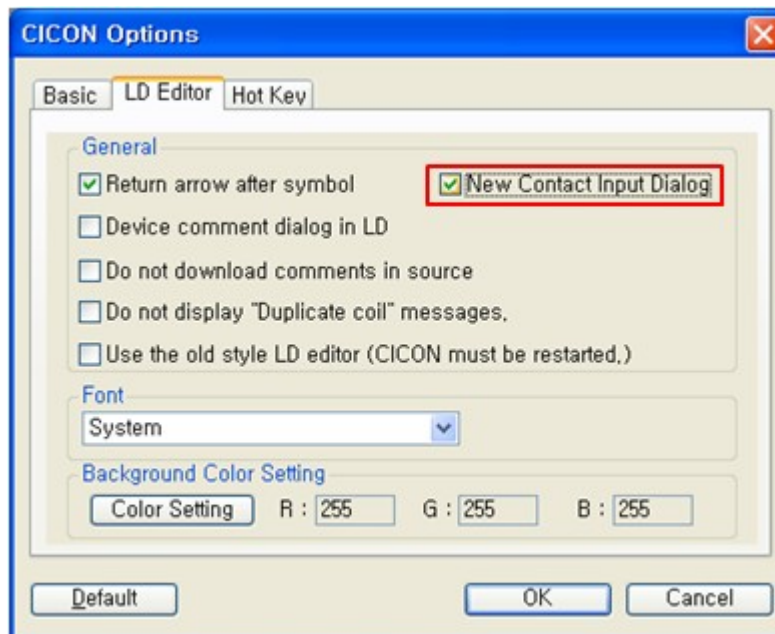 CICON Options
Basic LD Editor Hot Key
General
Return arrow after symbol New Contact Input Dialog
Device comment dialog in LD
Do not download comments in source
Do not display "Duplicate coil" messages,
Use the old style LD editor (CICON must be restarted,)
Font
System
Background Color Setting
Color Setting R : 255 G : 255 B : 255
Default OK Cancel